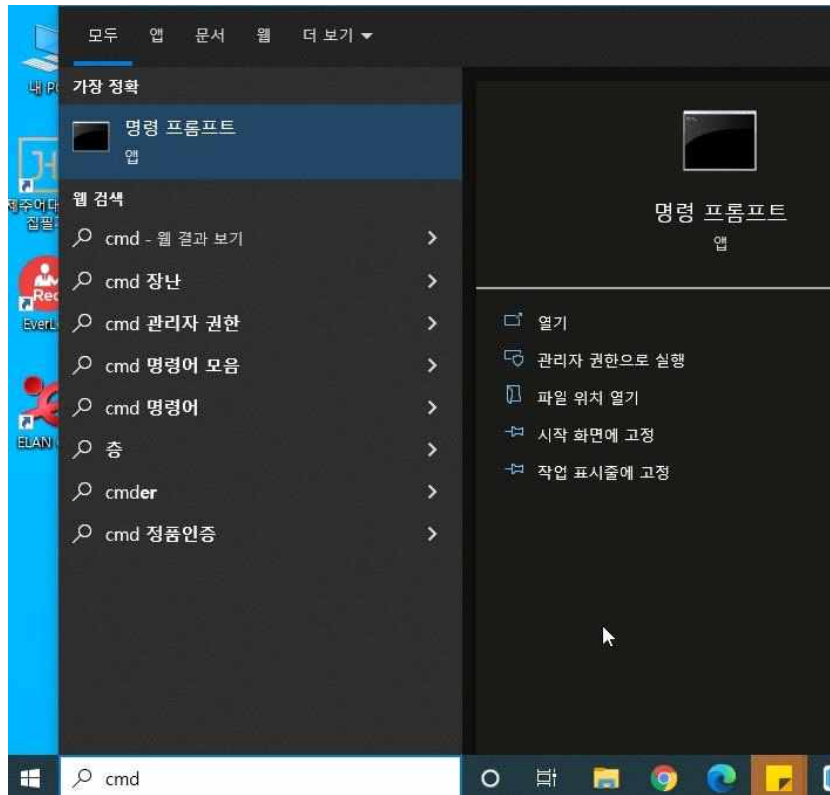 모두 앱 문서 웹 더 보기
가장 정확
명령 프롬프트
앱
웹 검색
cmd - 웹 결과 보기
cmd 장난
cmd 관리자 권한
cmd 명령어 모음
cmd 명령어
층
cmder
cmd 정품인증
cmd
명령 프롬프트
앱
열기
관리자 권한으로 실행
파일 위치 열기
시작 화면에 고정
작업 표시줄에 고정
내
Rec
ELAN